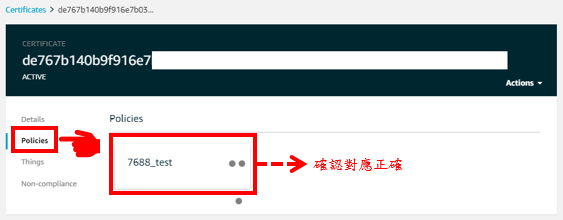 Certificates > de767b140b9f916e7b03...
CERTIFICATE
de767b140b9f916e7
ACTIVE
Actions
Details
Policies
Things
Non-compliance
Policies
7688_test
確認對應正確